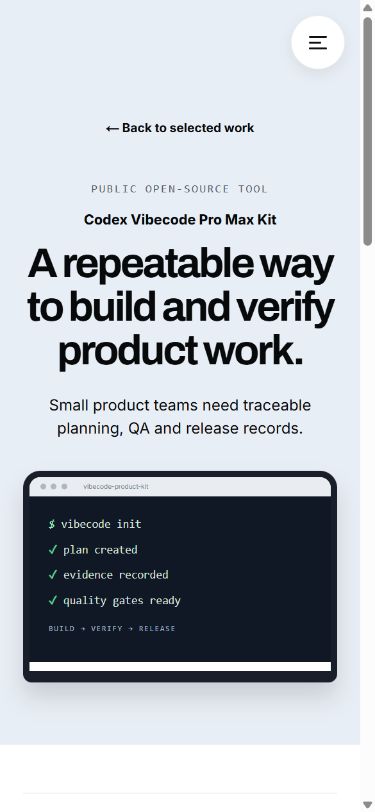 ← Back to selected work
PUBLIC OPEN-SOURCE TOOL
Codex Vibecode Pro Max Kit
A repeatable way
to build and verify
product work.
Small product teams need traceable
planning, QA and release records.
vibecode-product-kit
$ vibecode init
✓ plan created
✓ evidence recorded
✓ quality gates ready
BUILD → VERIFY → RELEASE